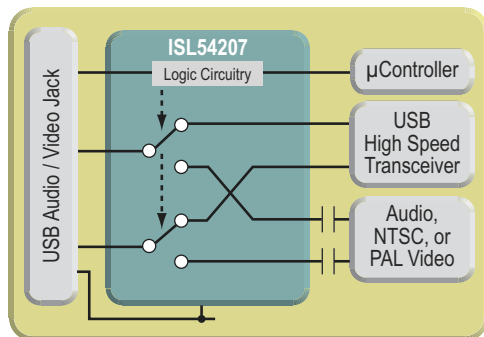 ISL54207
Logic Circuitry
µController
USB Audio / Video Jack
USB
High Speed
Transceiver
Audio,
NTSC, or
PAL Video